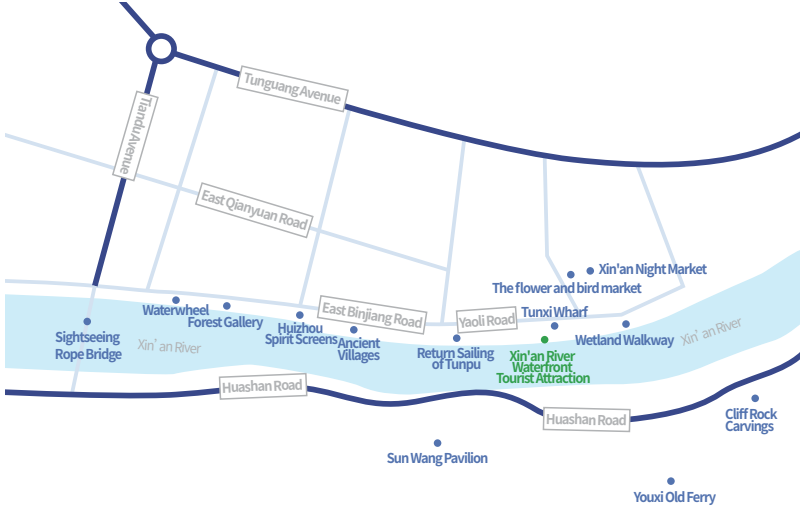 Tunguang Avenue
Tiandu Avenue
East Qianyuan Road
Xin'an Night Market
The flower and bird market
Waterwheel
Forest Gallery
East Binjiang Road
Yaoli Road
Tunxi Wharf
Huizhou
Spirit Screens
Sightseeing
Rope Bridge
Xin' an River
Ancient
Villages
Return Sailing
of Tunpu
Xin'an River
Waterfront
Tourist Attraction
Wetland Walkway
Xin' an River
Huashan Road
Huashan Road
Cliff Rock
Carvings
Sun Wang Pavilion
Youxi Old Ferry